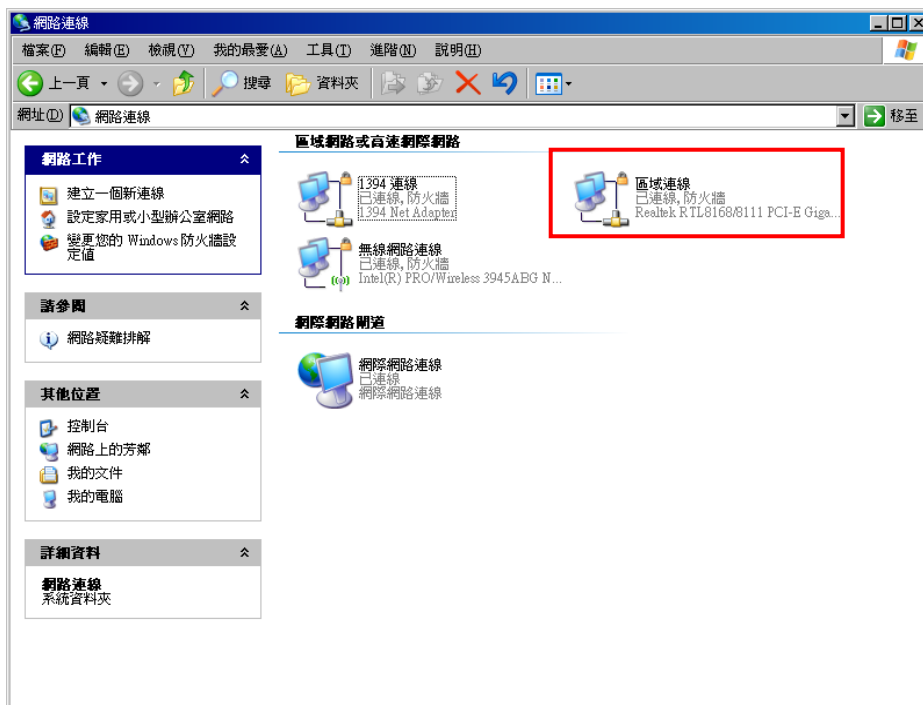 網路連線
檔案(F) 編輯(E) 檢視(V) 我的最愛(A) 工具(T) 進階(N) 說明(H)
上一頁 搜尋 資料夾
網址(D) 網路連線 移至
網路工作
建立一個新連線
設定家用或小型辦公室網路
變更您的 Windows 防火牆設
定值
請參閱
網路疑難排解
其他位置
控制台
網路上的芳鄰
我的文件
我的電腦
詳細資料
網路連線
系統資料夾
區域網路或高速網際網路
1394 連線
已連線, 防火牆
1394 Net Adapter
區域連線
已連線, 防火牆
Realtek RTL8168/8111 PCI-E Giga...
無線網路連線
已連線, 防火牆
Intel(R) PRO/Wireless 3945ABG N...
網際網路閘道
網際網路連線
已連線
網際網路連線